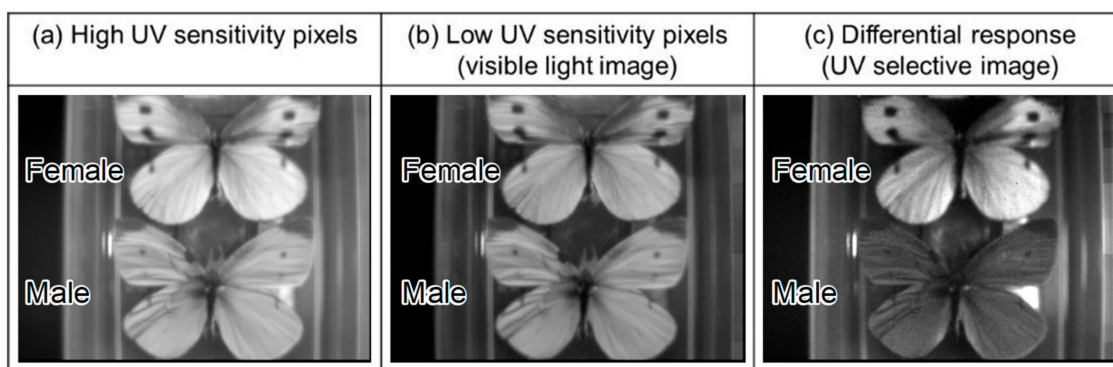 (a) High UV sensitivity pixels
(b) Low UV sensitivity pixels
(visible light image)
(c) Differential response
(UV selective image)
Female
Male
Female
Male
Female
Male